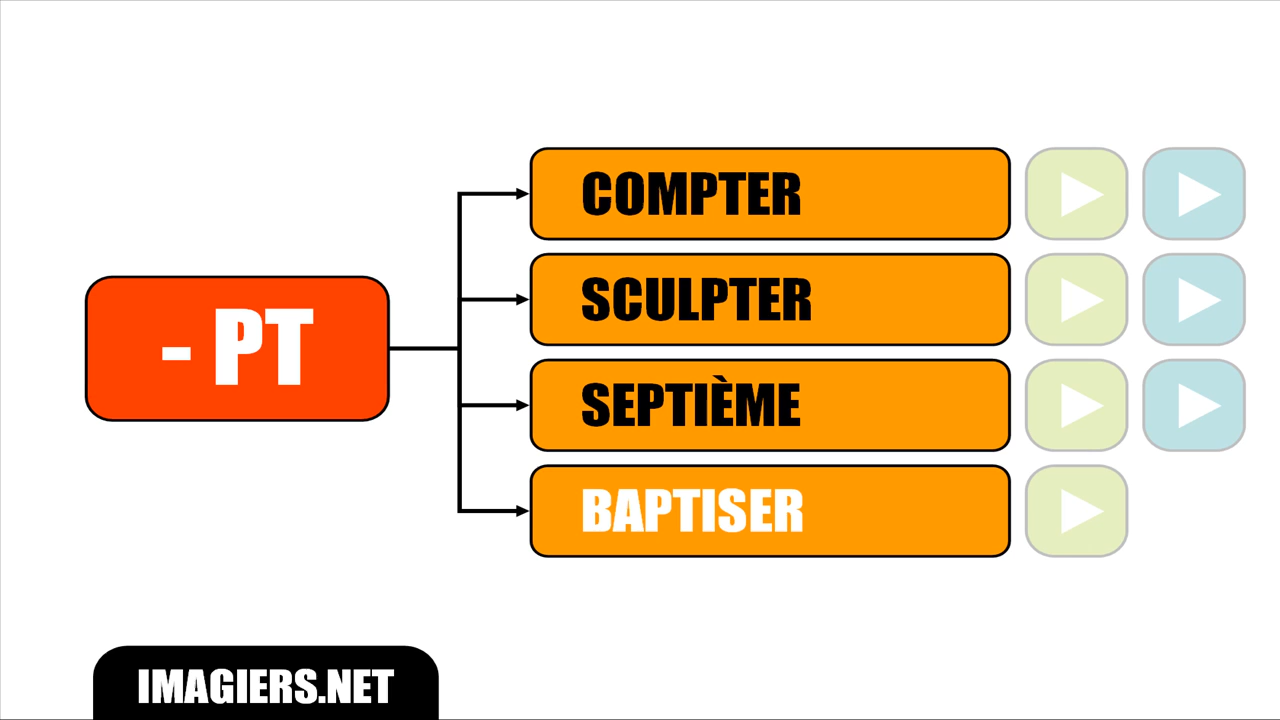 - PT
COMPTER
SCULPTER
SEPTIÈME
BAPTISER
IMAGIERS.NET